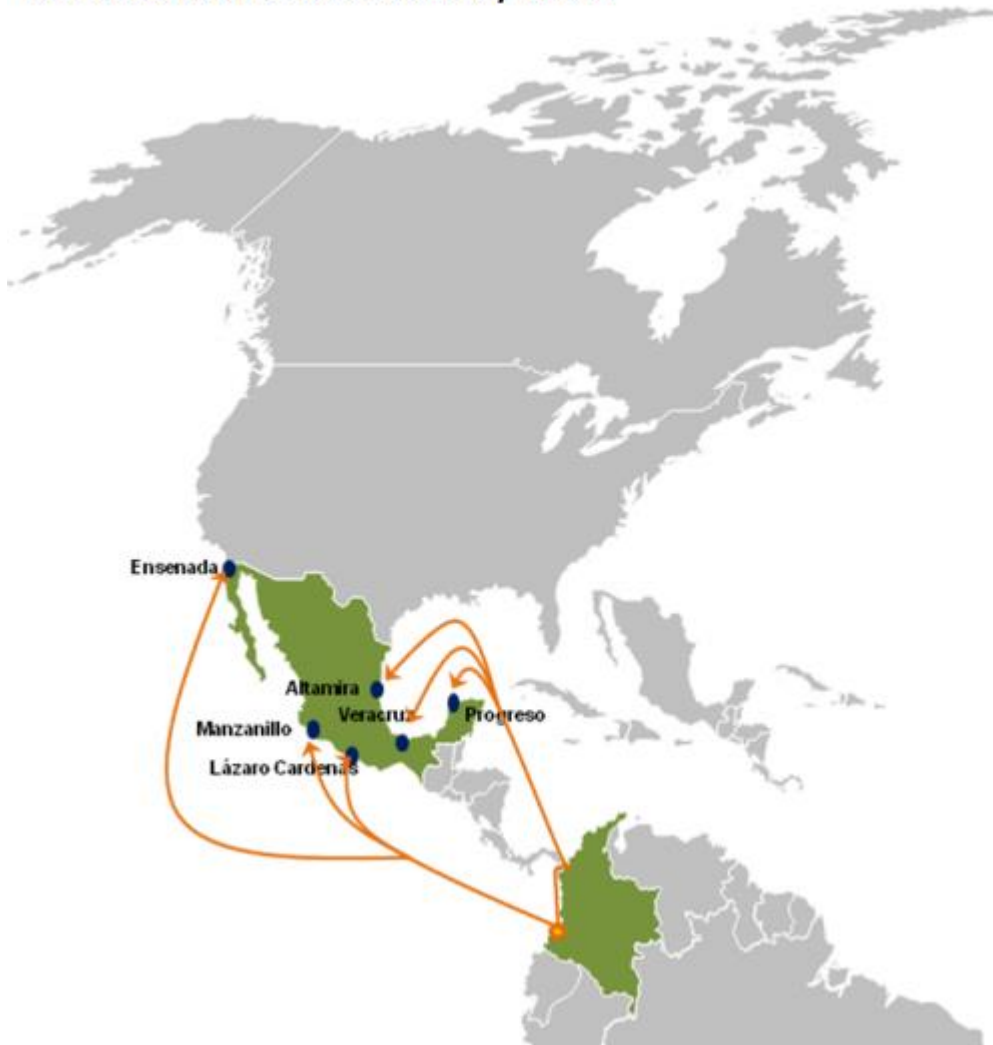 Ensenada
Altamira
Veracruz
Progreso
Manzanillo
Lázaro Cardenas